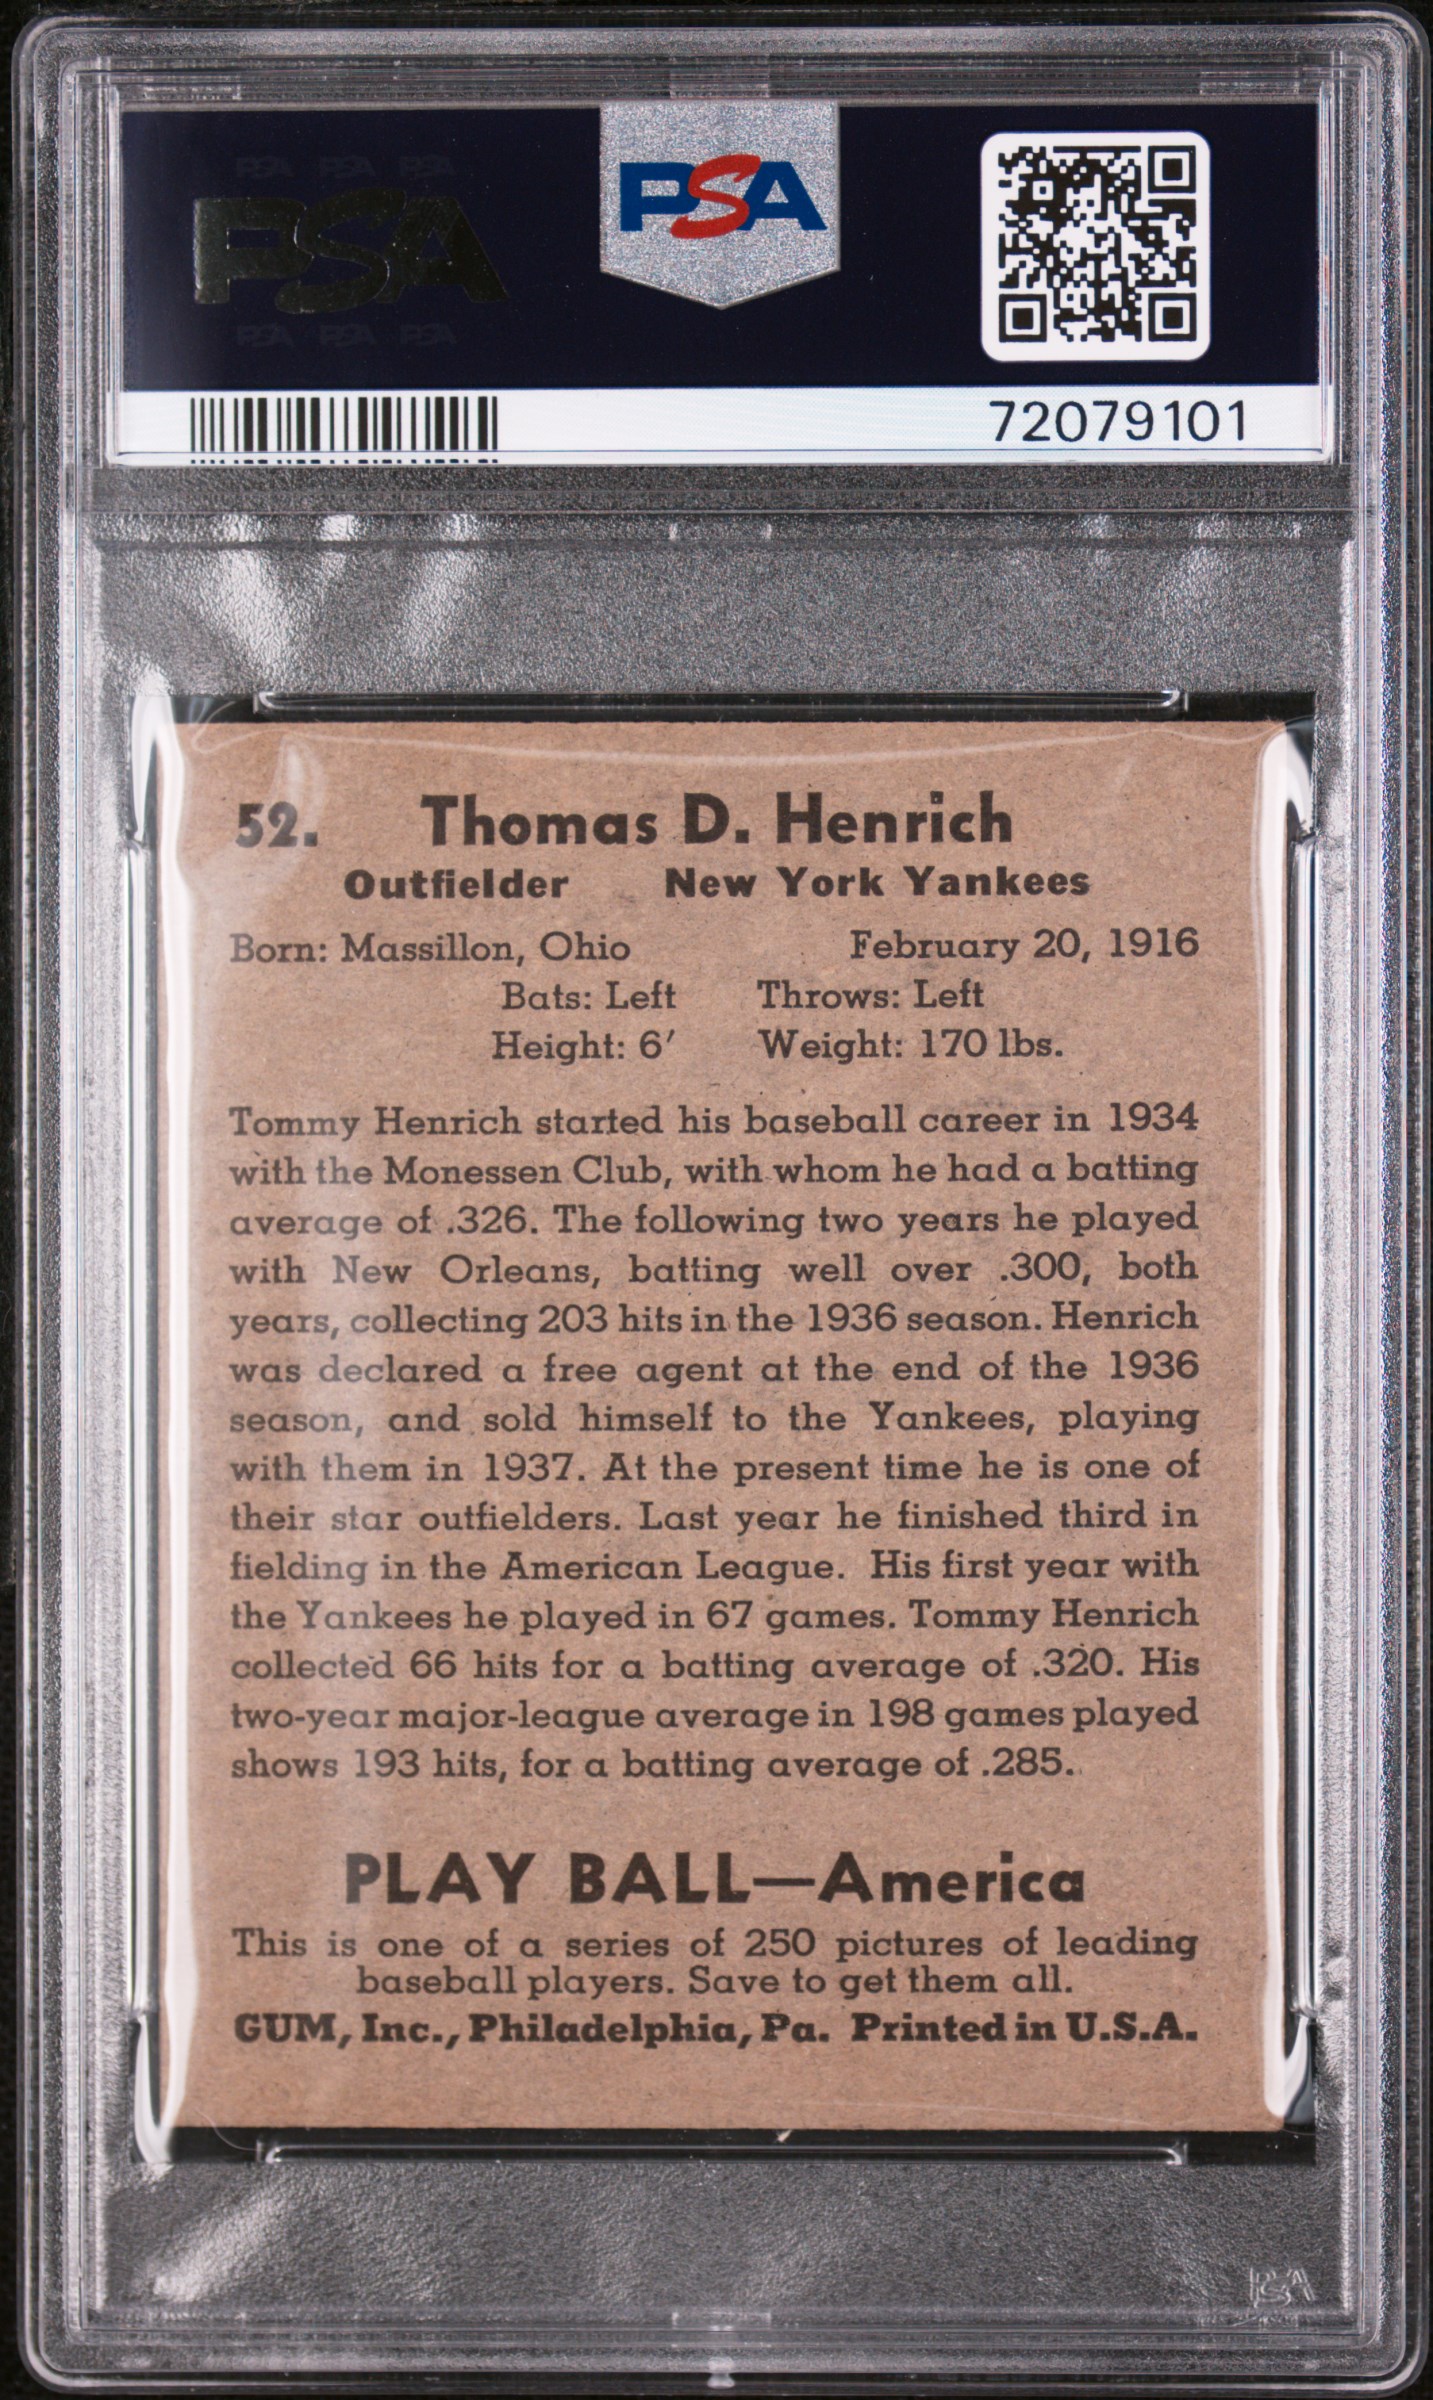 PSA PSA PSA
PSA
PSA PSA PSA
PSA
72079101
52. Thomas D. Henrich
Outfielder New York Yankees
Born: Massillon, Ohio February 20, 1916
Bats: Left Throws: Left
Height: 6′ Weight: 170 lbs.
Tommy Henrich started his baseball career in 1934
with the Monessen Club, with whom he had a batting
average of .326. The following two years he played
with New Orleans, batting well over .300, both
years, collecting 203 hits in the 1936 season. Henrich
was declared a free agent at the end of the 1936
season, and sold himself to the Yankees, playing
with them in 1937. At the present time he is one of
their star outfielders. Last year he finished third in
fielding in the American League. His first year with
the Yankees he played in 67 games. Tommy Henrich
collected 66 hits for a batting average of .320. His
two-year major-league average in 198 games played
shows 193 hits, for a batting average of .285.
PLAY BALL—America
This is one of a series of 250 pictures of leading
baseball players. Save to get them all.
GUM, Inc., Philadelphia, Pa. Printed in U.S.A.
PSA